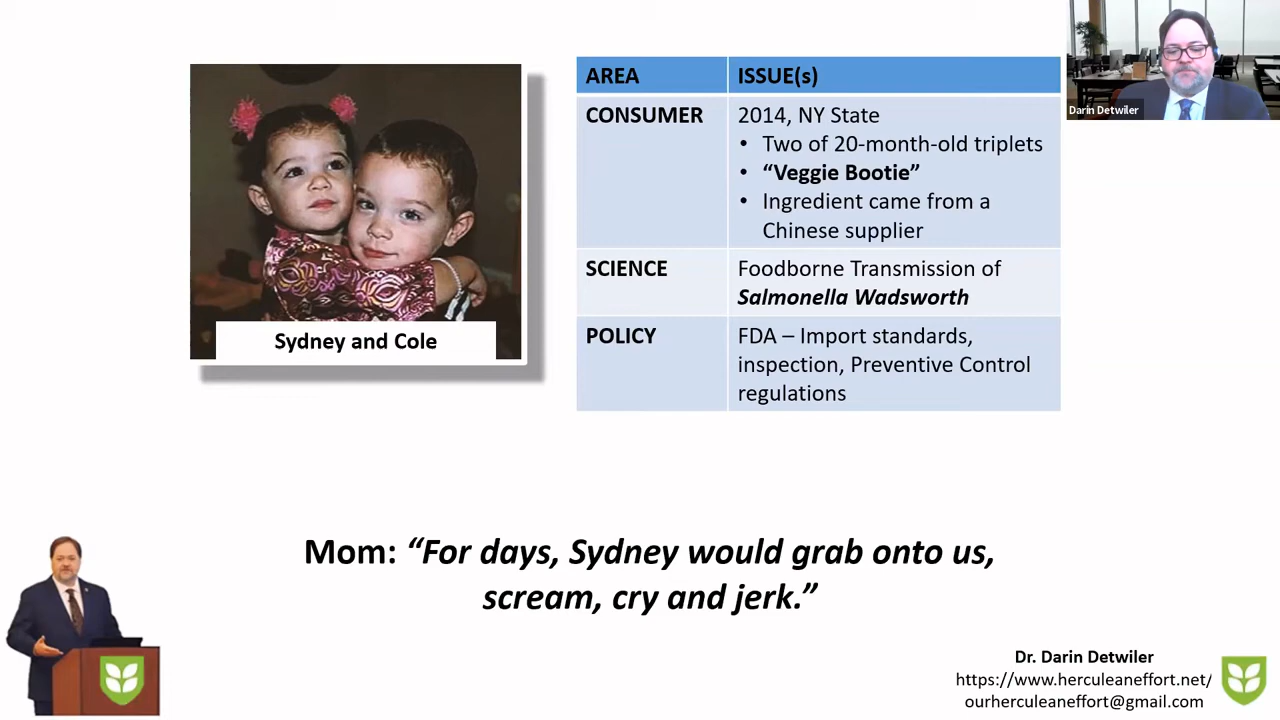 Darin Detwiler
Sydney and Cole
AREA ISSUE(s)
CONSUMER 2014, NY State
• Two of 20-month-old triplets
• “Veggie Bootie”
• Ingredient came from a
Chinese supplier
SCIENCE Foodborne Transmission of
Salmonella Wadsworth
POLICY FDA – Import standards,
inspection, Preventive Control
regulations
Mom: “For days, Sydney would grab onto us,
scream, cry and jerk.”
Dr. Darin Detwiler
https://www.herculeaneffort.net/
ourherculeaneffort@gmail.com